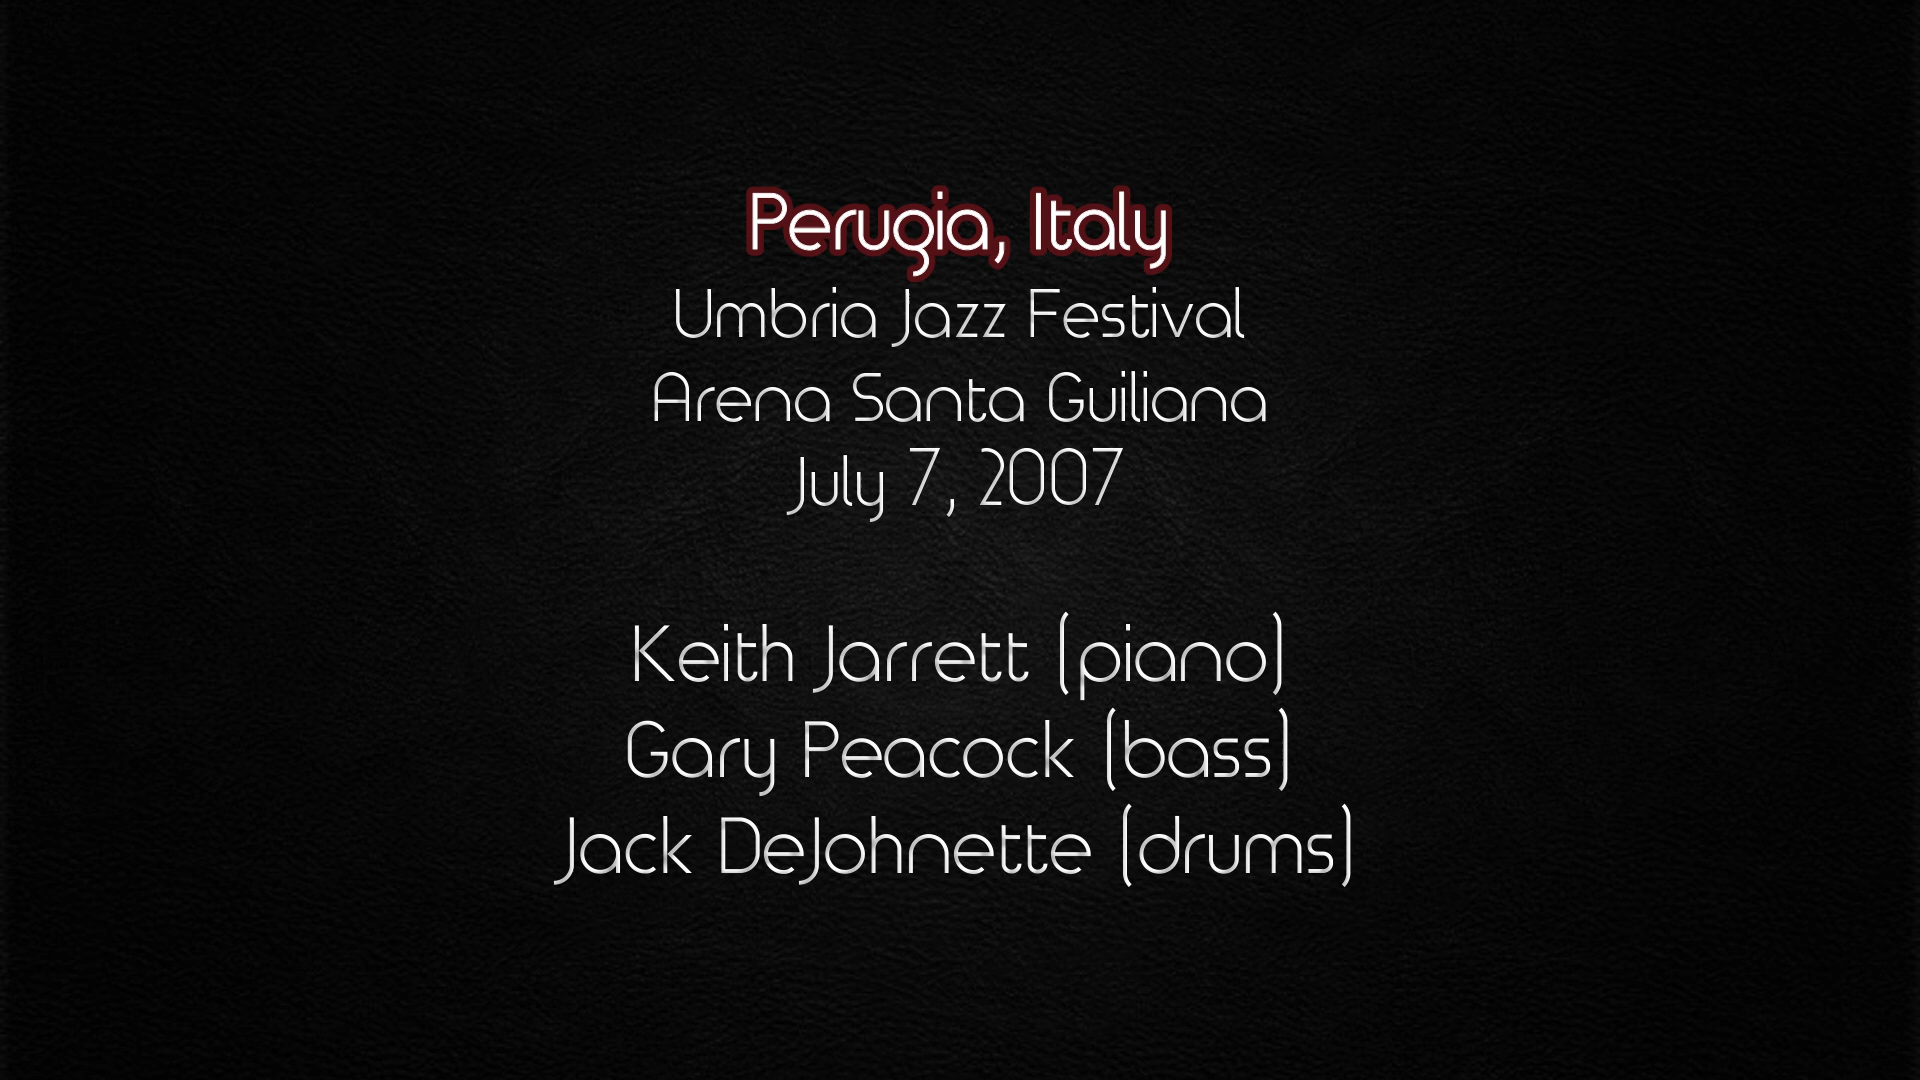 Perugia, Italy
Umbria Jazz Festival
Arena Santa Guiliana
July 7, 2007
Keith Jarrett (piano)
Gary Peacock (bass)
Jack DeJohnette (drums)